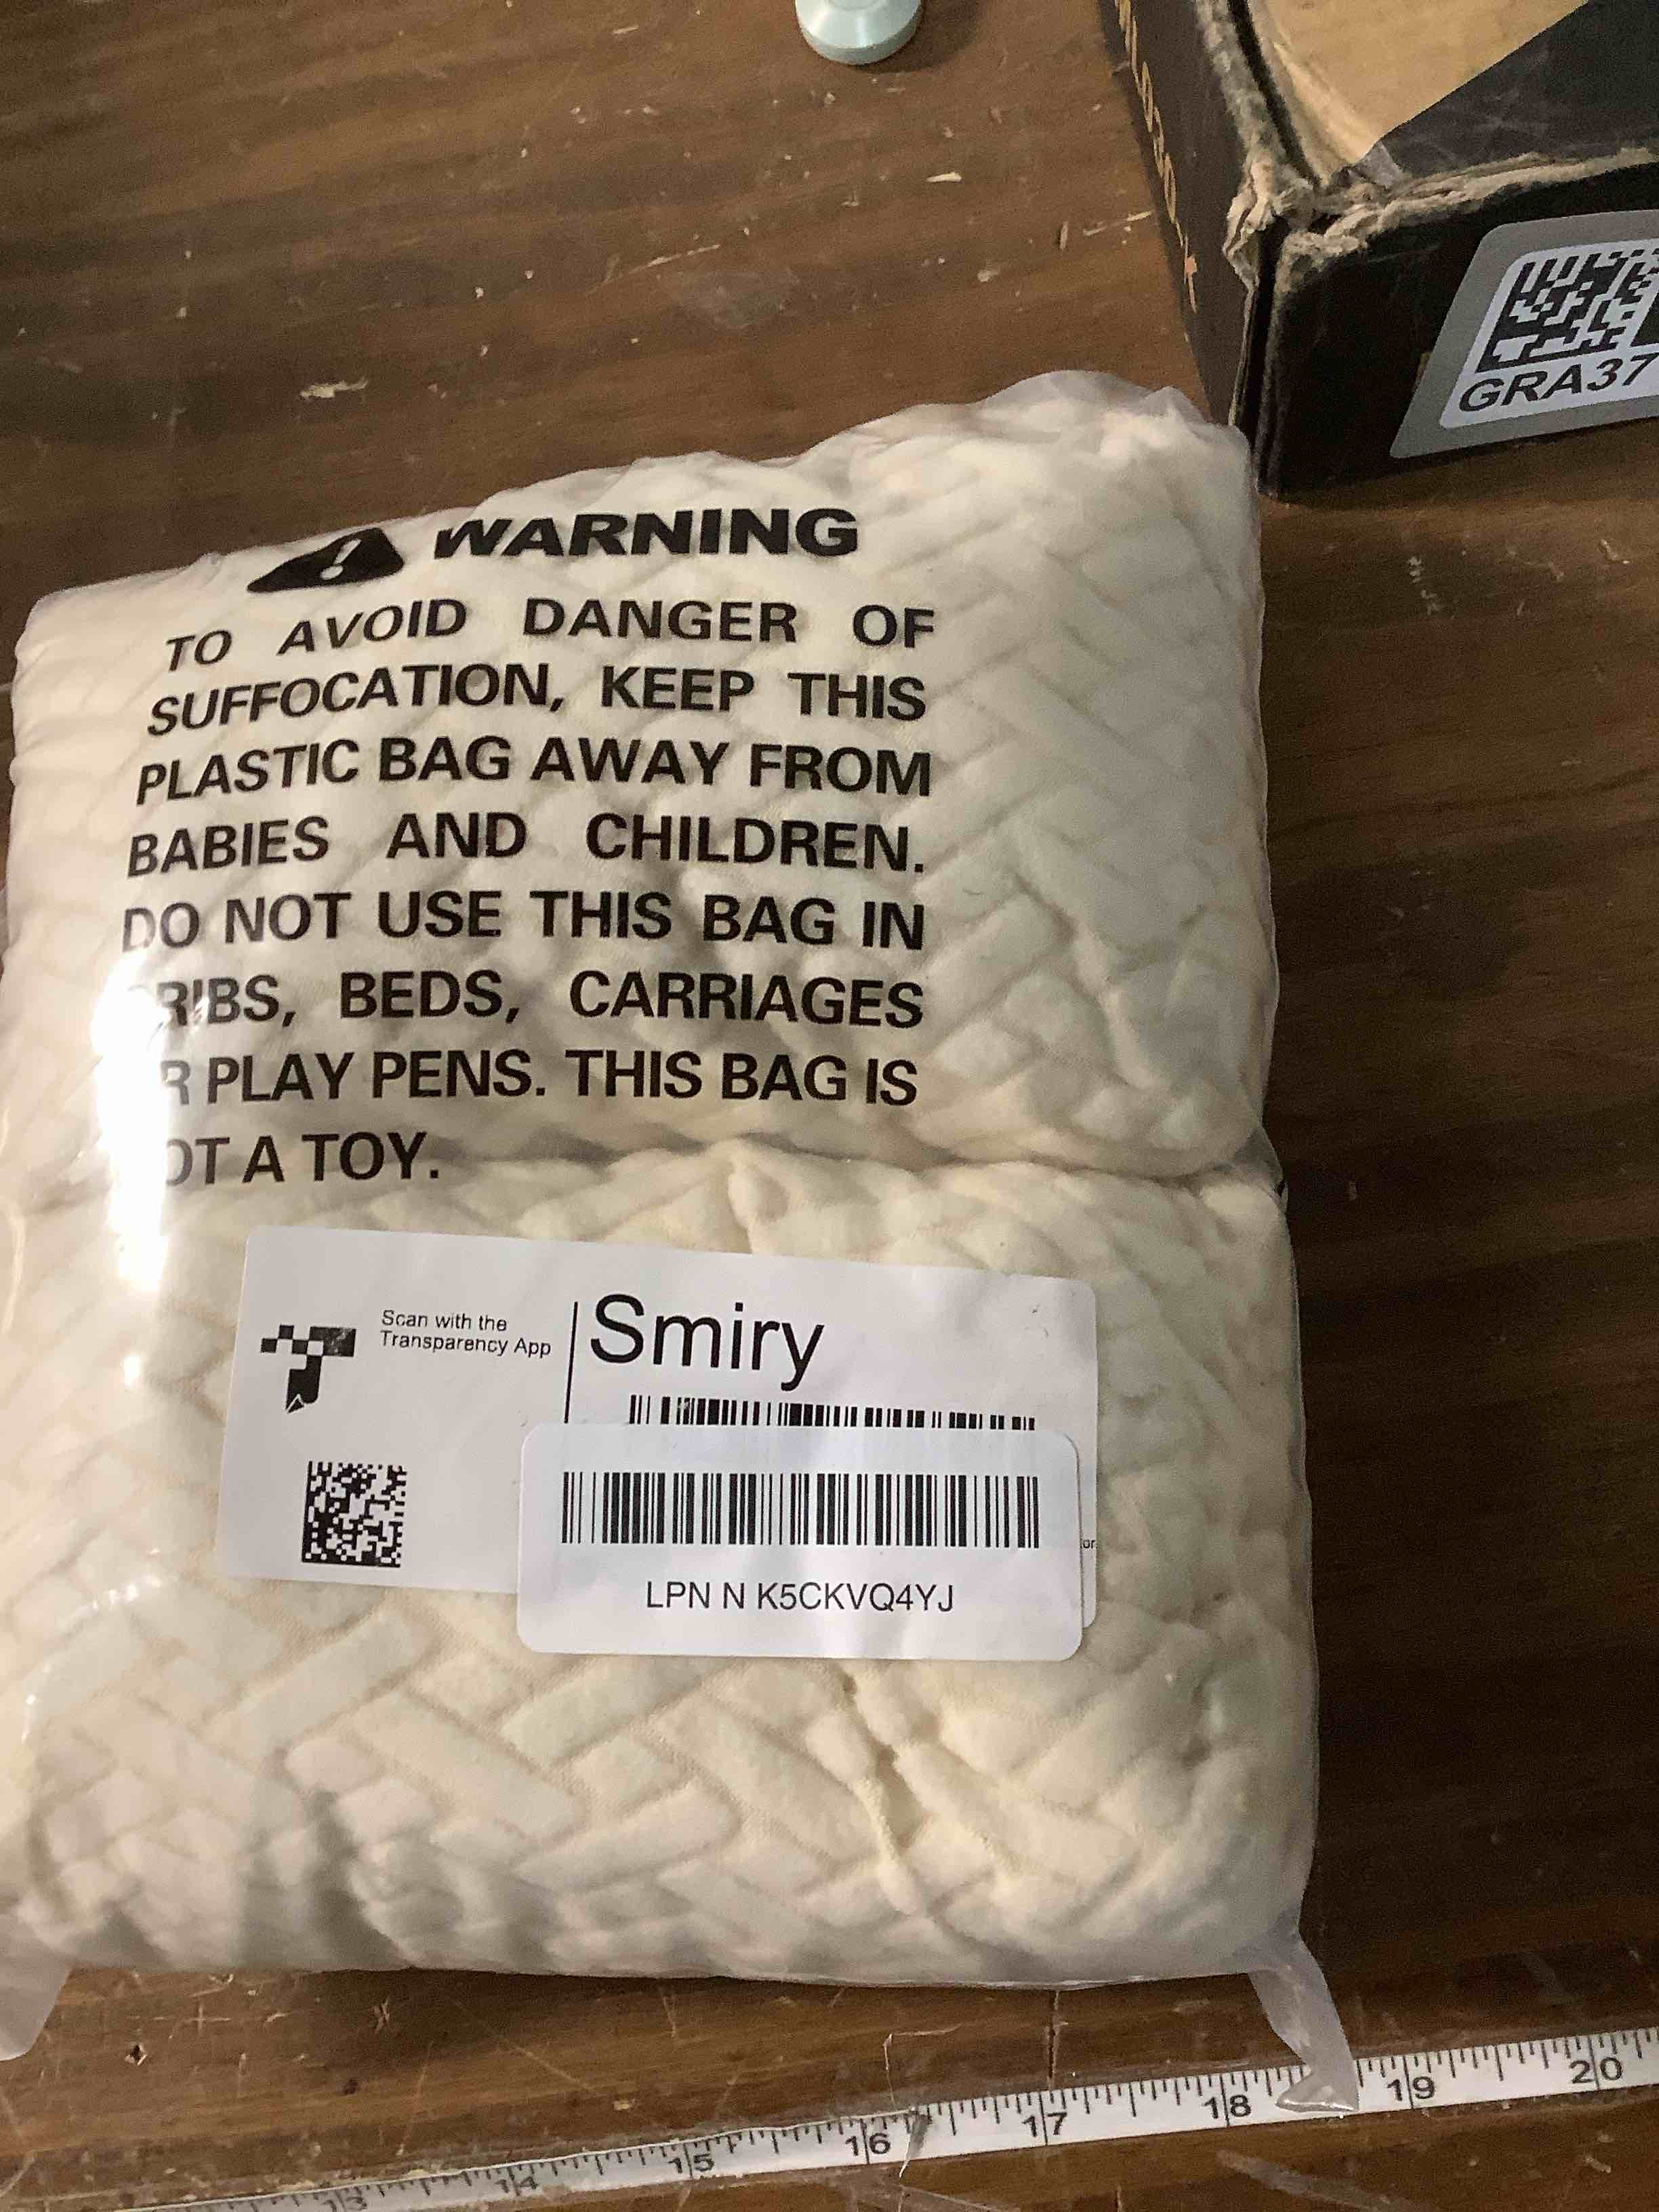 GRA37
WARNING
TO AVOID DANGER OF
SUFFOCATION, KEEP THIS
PLASTIC BAG AWAY FROM
BABIES AND CHILDREN.
DO NOT USE THIS BAG IN
RIBS, BEDS, CARRIAGES
R PLAY PENS. THIS BAG IS
OT A TOY.
Scan with the
Transparency App
Smiry
LPN N K5CKVQ4YJ
13 14 15 16 17 18 19 20